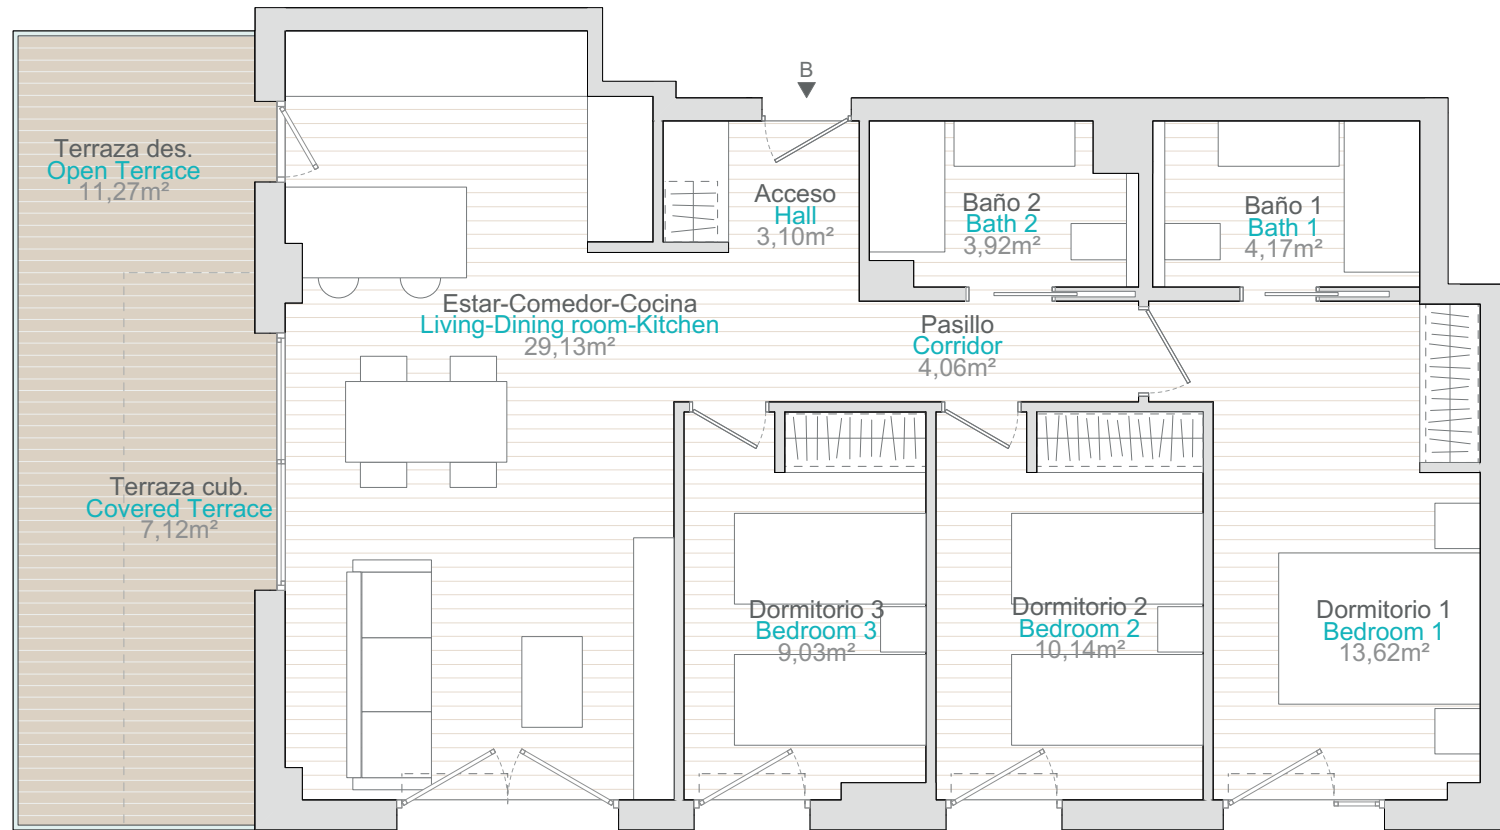 B
Terraza des.
Open Terrace
11,27m²
Acceso
Hall
3,10m²
Baño 2
Bath 2
3,92m²
Baño 1
Bath 1
4,17m²
Estar-Comedor-Cocina
Living-Dining room-Kitchen
29,13m²
Pasillo
Corridor
4,06m²
Terraza cub.
Covered Terrace
7,12m²
Dormitorio 3
Bedroom 3
9,03m²
Dormitorio 2
Bedroom 2
10,14m²
Dormitorio 1
Bedroom 1
13,62m²